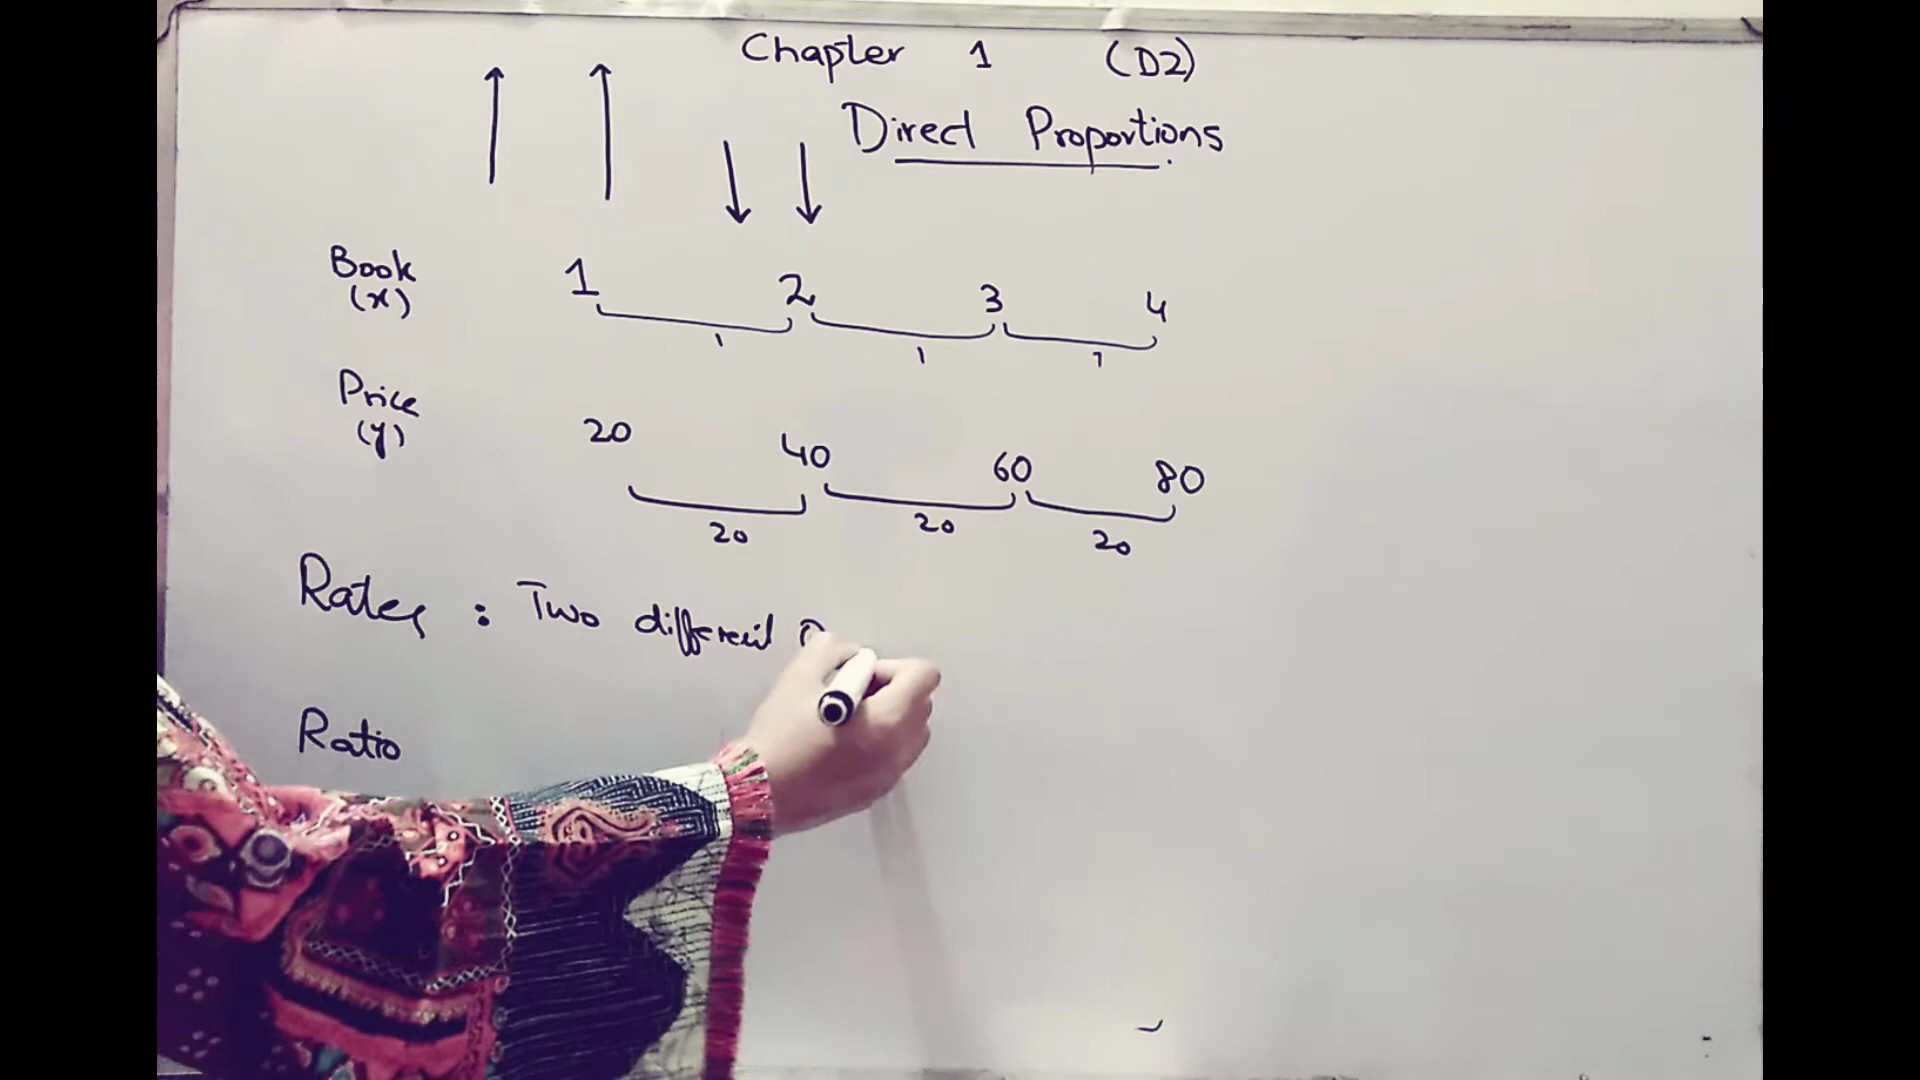 Chapter 1 (D2)
Direct Proportions
Book 1 2 3 4
(x)
1 1 1
Price
(y) 20 40 60 80
20 20 20
Rates : Two different
Ratio